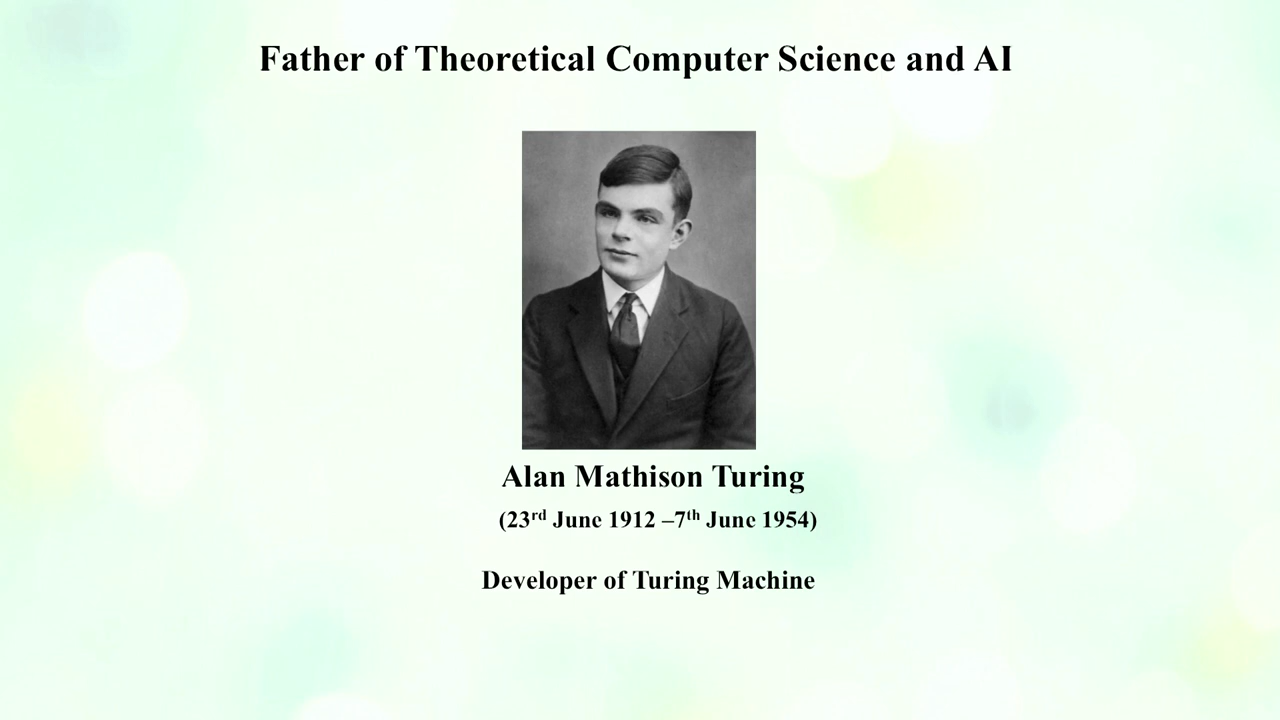 Father of Theoretical Computer Science and AI
Alan Mathison Turing
(23rd June 1912 –7th June 1954)
Developer of Turing Machine